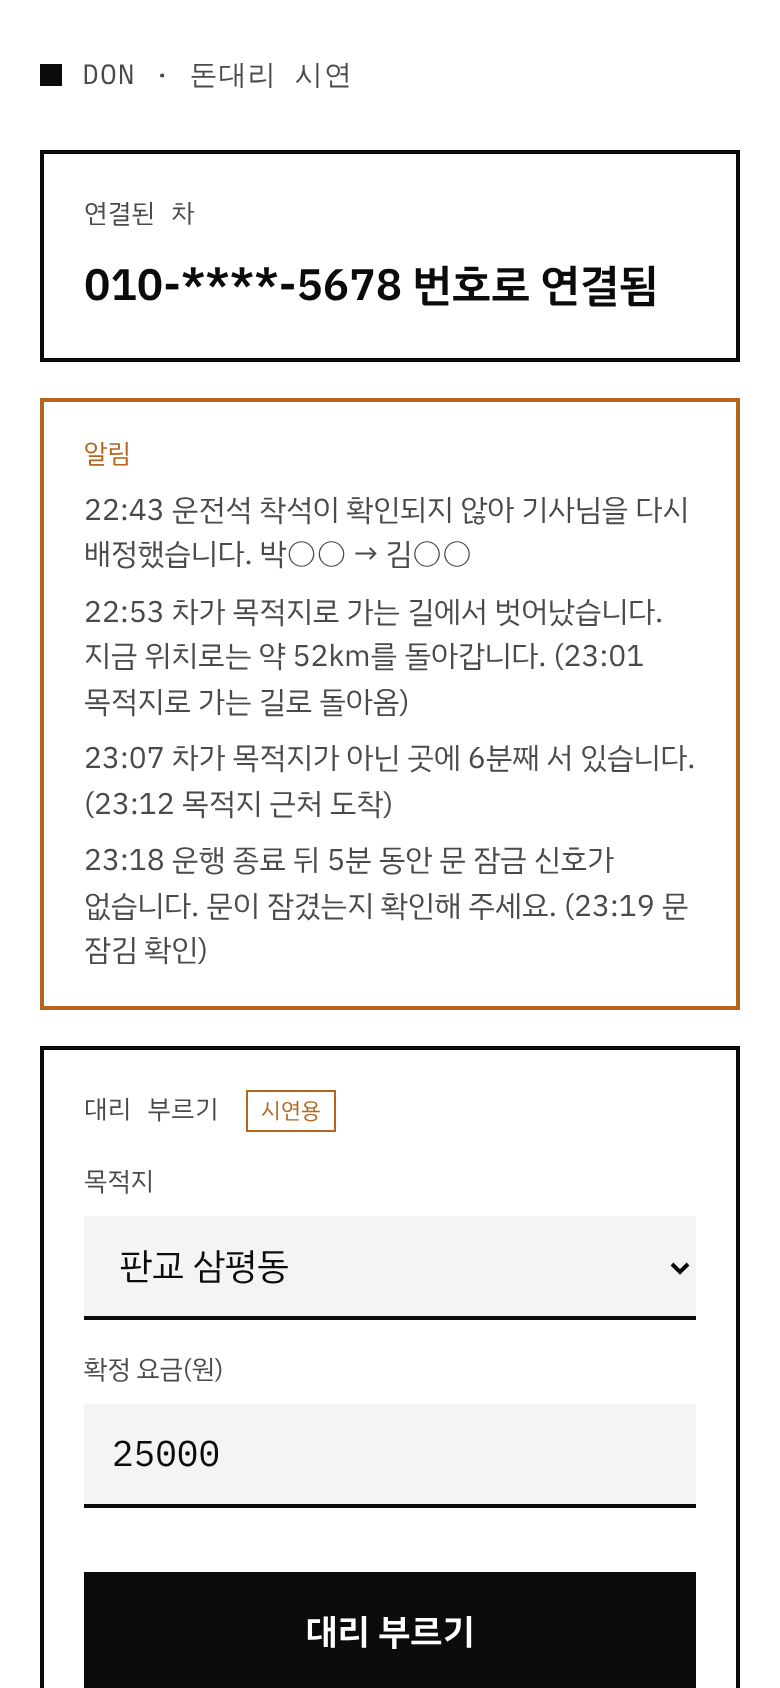 DON · 돈대리 시연
연결된 차
010-****-5678 번호로 연결됨
알림
22:43 운전석 착석이 확인되지 않아 기사님을 다시
배정했습니다. 박○○ → 김○○
22:53 차가 목적지로 가는 길에서 벗어났습니다.
지금 위치로는 약 52km를 돌아갑니다. (23:01
목적지로 가는 길로 돌아옴)
23:07 차가 목적지가 아닌 곳에 6분째 서 있습니다.
(23:12 목적지 근처 도착)
23:18 운행 종료 뒤 5분 동안 문 잠금 신호가
없습니다. 문이 잠겼는지 확인해 주세요. (23:19 문
잠김 확인)
대리 부르기 시연용
목적지
판교 삼평동
확정 요금(원)
25000
대리 부르기